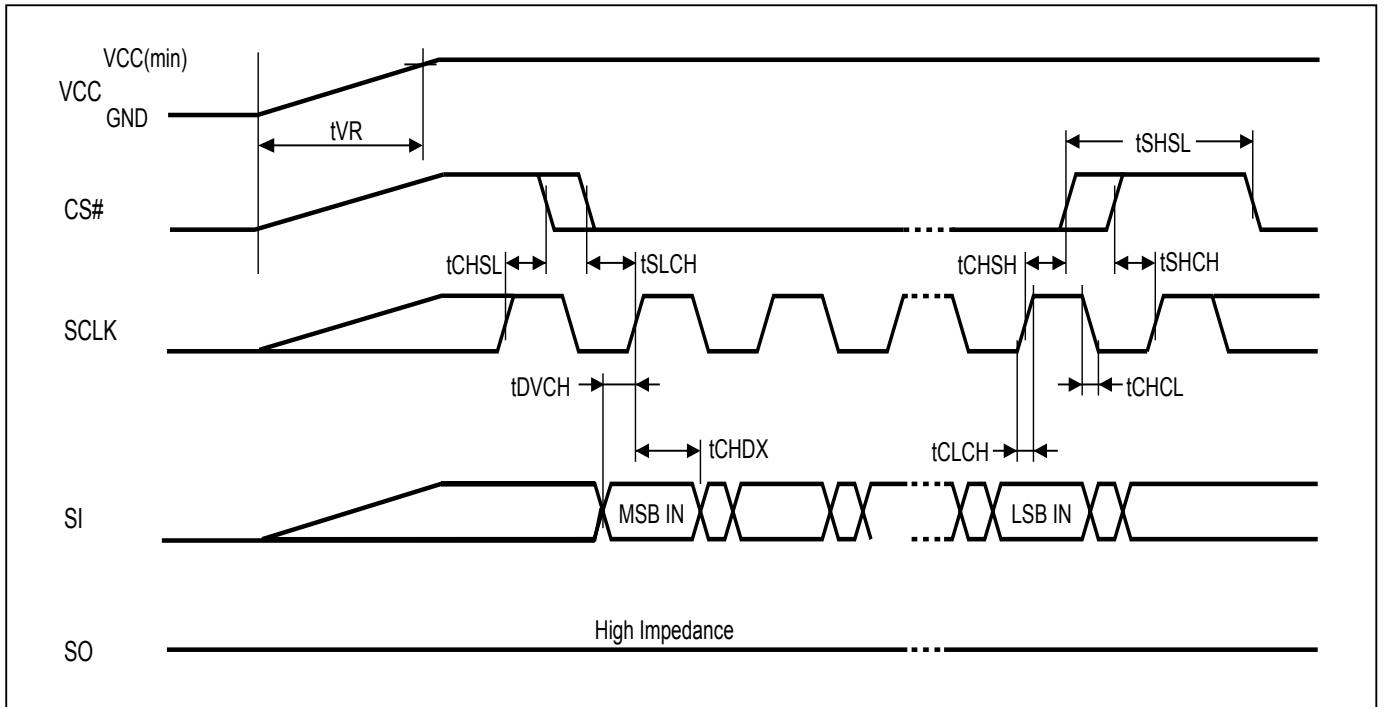 VCC(min)
VCC
GND
tVR
tSHSL
CS#
tCHSL
tSLCH
tCHSH
tSHCH
SCLK
tDVCH
tCHCL
tCHDX
tCLCH
SI
MSB IN
LSB IN
High Impedance
SO